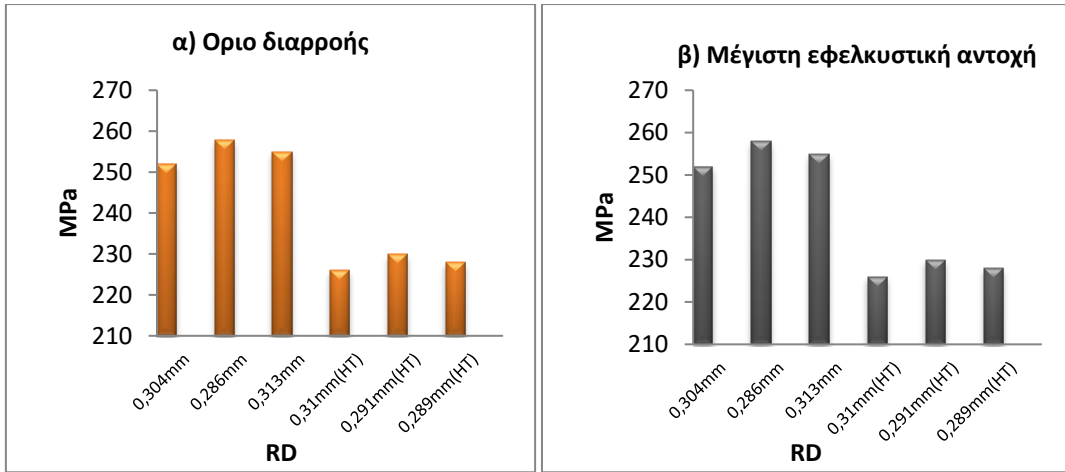 α) Οριο διαρροής
270
260
250
240
230
220
210
MPa
0,304mm
0,286mm
0,313mm
0,31mm(HT)
0,291mm(HT)
0,289mm(HT)
RD
β) Μέγιστη εφελκυστική αντοχή
270
260
250
240
230
220
210
MPa
0,304mm
0,286mm
0,313mm
0,31mm(HT)
0,291mm(HT)
0,289mm(HT)
RD